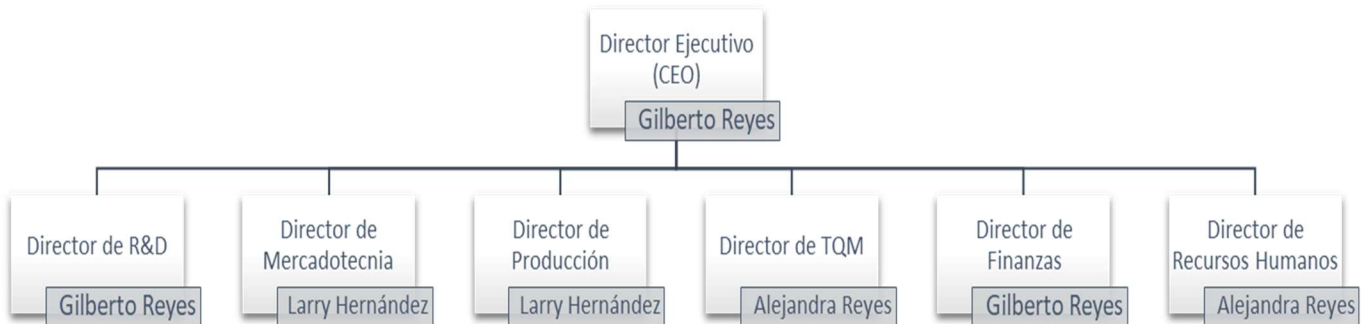 Director Ejecutivo
(CEO)
Gilberto Reyes
Director de R&D
Gilberto Reyes
Director de
Mercadotecnia
Larry Hernández
Director de
Producción
Larry Hernández
Director de TQM
Alejandra Reyes
Director de
Finanzas
Gilberto Reyes
Director de
Recursos Humanos
Alejandra Reyes